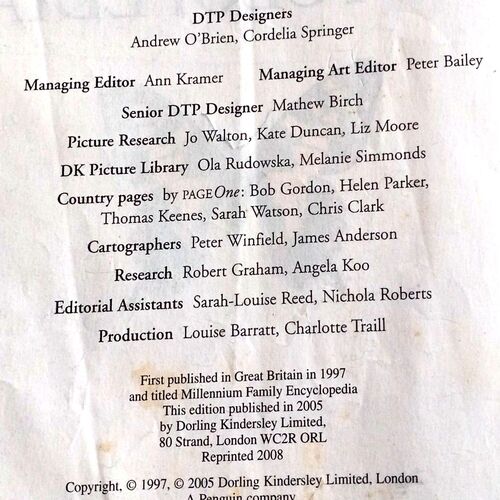 DTP Designers
Andrew O'Brien, Cordelia Springer
Managing Editor Ann Kramer Managing Art Editor Peter Bailey
Senior DTP Designer Mathew Birch
Picture Research Jo Walton, Kate Duncan, Liz Moore
DK Picture Library Ola Rudowska, Melanie Simmonds
Country pages by PAGEOne: Bob Gordon, Helen Parker,
Thomas Keenes, Sarah Watson, Chris Clark
Cartographers Peter Winfield, James Anderson
Research Robert Graham, Angela Koo
Editorial Assistants Sarah-Louise Reed, Nichola Roberts
Production Louise Barratt, Charlotte Traill
First published in Great Britain in 1997
and titled Millennium Family Encyclopedia
This edition published in 2005
by Dorling Kindersley Limited,
80 Strand, London WC2R ORL
Reprinted 2008
Copyright, © 1997, © 2005 Dorling Kindersley Limited, London
A Penguin company